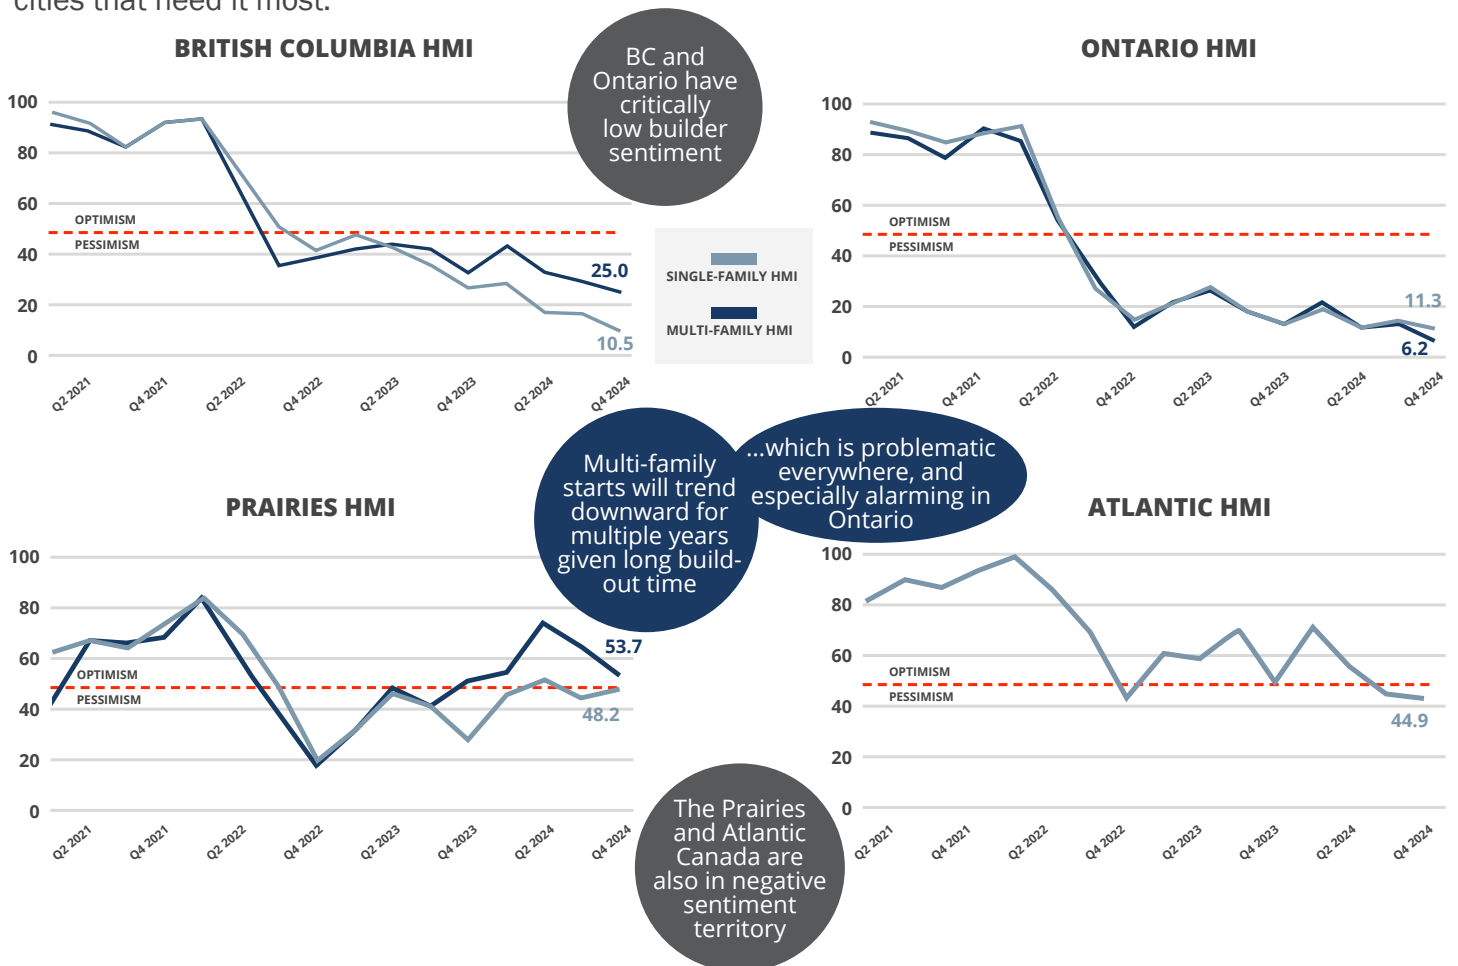 cities that need it most.
BRITISH COLUMBIA HMI
100
80
60
40
20
0
OPTIMISM
PESSIMISM
25.0
10.5
Q2 2021
Q4 2021
Q2 2022
Q4 2022
Q2 2023
Q4 2023
Q2 2024
Q4 2024
BC and
Ontario have
critically
low builder
sentiment
SINGLE-FAMILY HMI
MULTI-FAMILY HMI
ONTARIO HMI
100
80
60
40
20
0
OPTIMISM
PESSIMISM
11.3
6.2
Q2 2021
Q4 2021
Q2 2022
Q4 2022
Q2 2023
Q4 2023
Q2 2024
Q4 2024
Multi-family
starts will trend
downward for
multiple years
given long build-
out time
...which is problematic
everywhere, and
especially alarming in
Ontario
PRAIRIES HMI
100
80
60
40
20
0
OPTIMISM
PESSIMISM
53.7
48.2
Q2 2021
Q4 2021
Q2 2022
Q4 2022
Q2 2023
Q4 2023
Q2 2024
Q4 2024
ATLANTIC HMI
100
80
60
40
20
0
OPTIMISM
PESSIMISM
44.9
Q2 2021
Q4 2021
Q2 2022
Q4 2022
Q2 2023
Q4 2023
Q2 2024
Q4 2024
The Prairies
and Atlantic
Canada are
also in negative
sentiment
territory